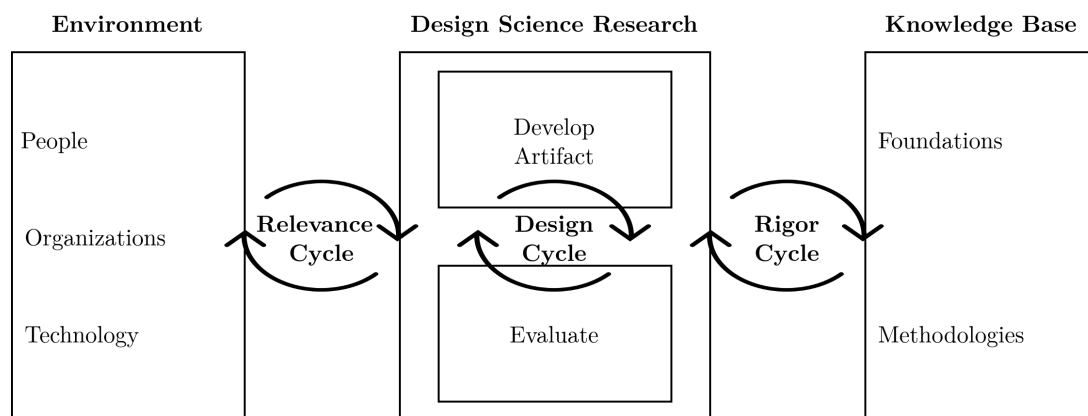 Environment
Design Science Research
Knowledge Base
People
Develop
Artifact
Foundations
Relevance
Cycle
Design
Cycle
Rigor
Cycle
Organizations
Technology
Evaluate
Methodologies